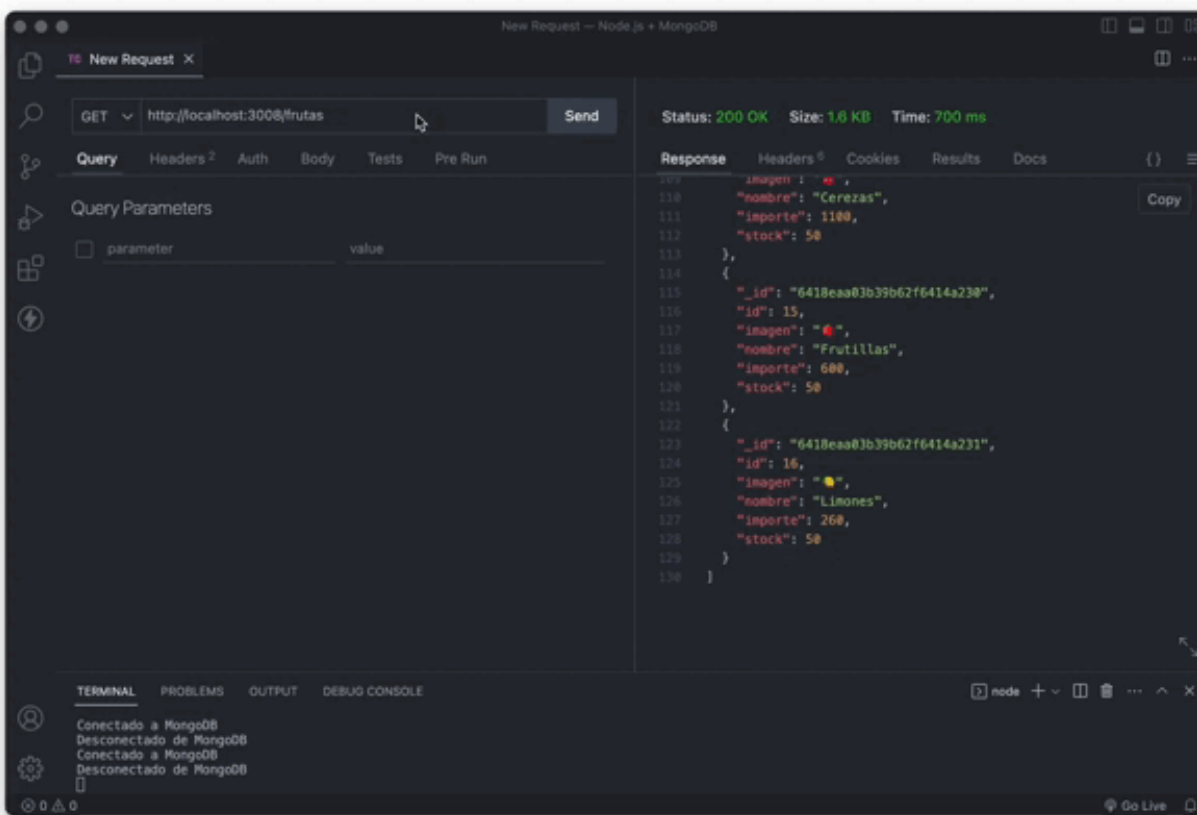 New Request — Node.js + MongoDB
TC New Request ×
GET http://localhost:3008/frutas Send
Query Headers 2 Auth Body Tests Pre Run
Query Parameters
parameter value
Status: 200 OK Size: 1.6 KB Time: 700 ms
Response Headers 6 Cookies Results Docs {}
Copy
109 "imagen": "🍒",
110 "nombre": "Cerezas",
111 "importe": 1100,
112 "stock": 50
113 },
114 {
115 "_id": "6418eaa03b39b62f6414a230",
116 "id": 15,
117 "imagen": "🍓",
118 "nombre": "Frutillas",
119 "importe": 600,
120 "stock": 50
121 },
122 {
123 "_id": "6418eaa03b39b62f6414a231",
124 "id": 16,
125 "imagen": "🍋",
126 "nombre": "Limones",
127 "importe": 260,
128 "stock": 50
129 }
130 ]
TERMINAL PROBLEMS OUTPUT DEBUG CONSOLE node
Conectado a MongoDB
Desconectado de MongoDB
Conectado a MongoDB
Desconectado de MongoDB
0 0 Go Live